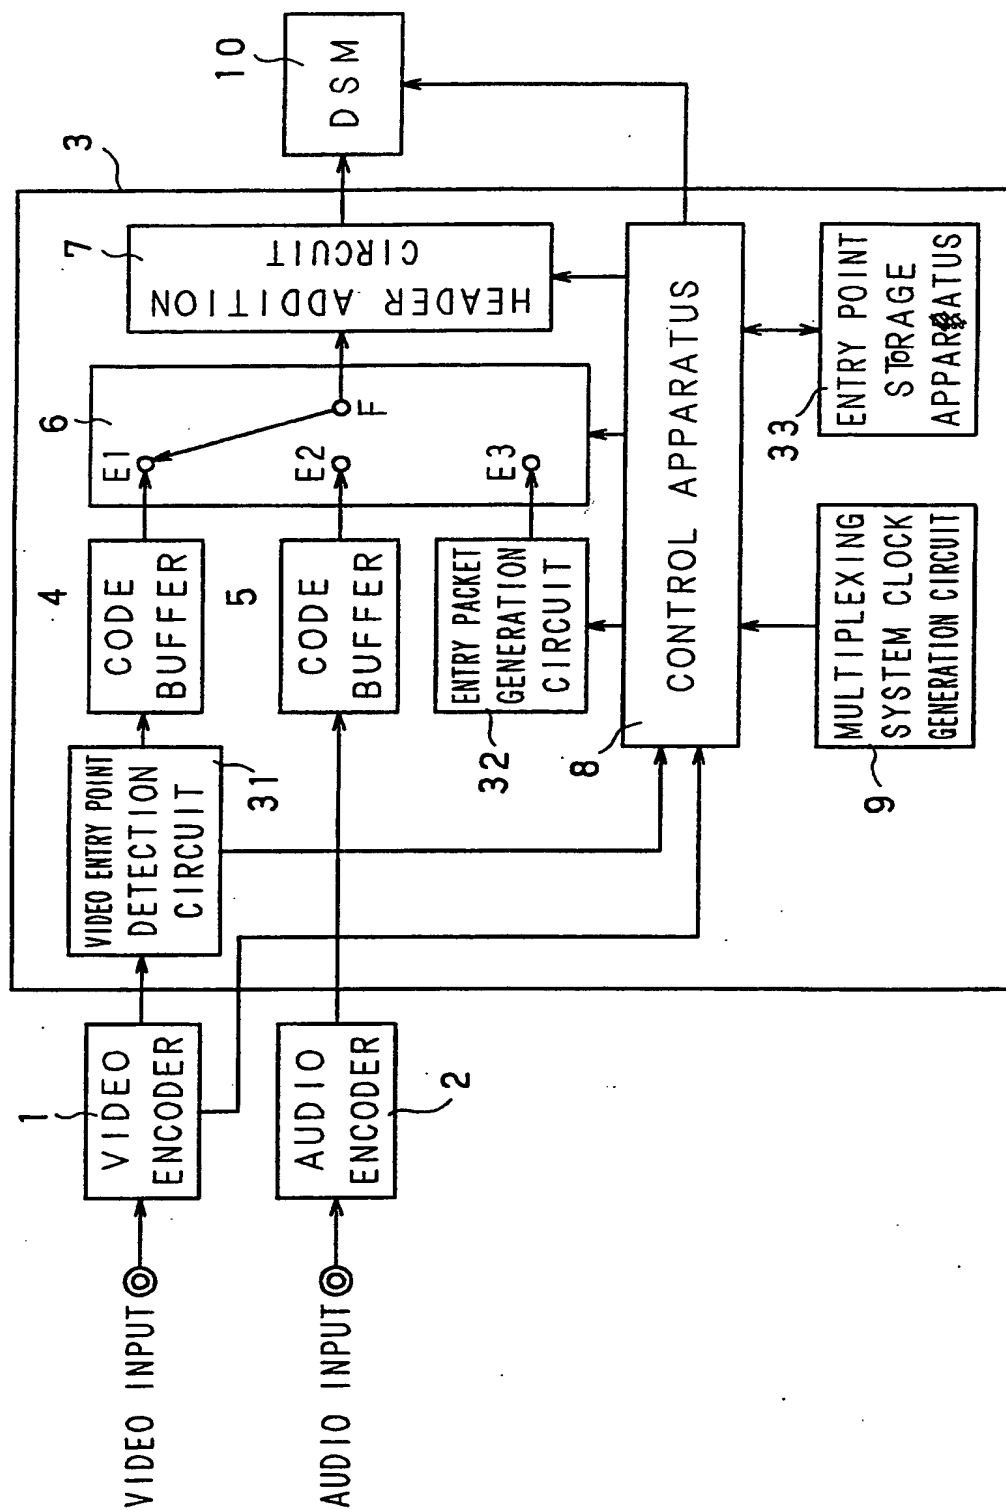 VIDEO INPUT
AUDIO INPUT
1
VIDEO
ENCODER
AUDIO
ENCODER
2
3
VIDEO ENTRY POINT
DETECTION
CIRCUIT
31
4
CODE
BUFFER
5
CODE
BUFFER
ENTRY PACKET
GENERATION
CIRCUIT
32
6
E1
E2
E3
F
7
HEADER ADDITION
CIRCUIT
10
DSM
8
CONTROL APPARATUS
9
MULTIPLEXING
SYSTEM CLOCK
GENERATION CIRCUIT
33
ENTRY POINT
STORAGE
APPARATUS